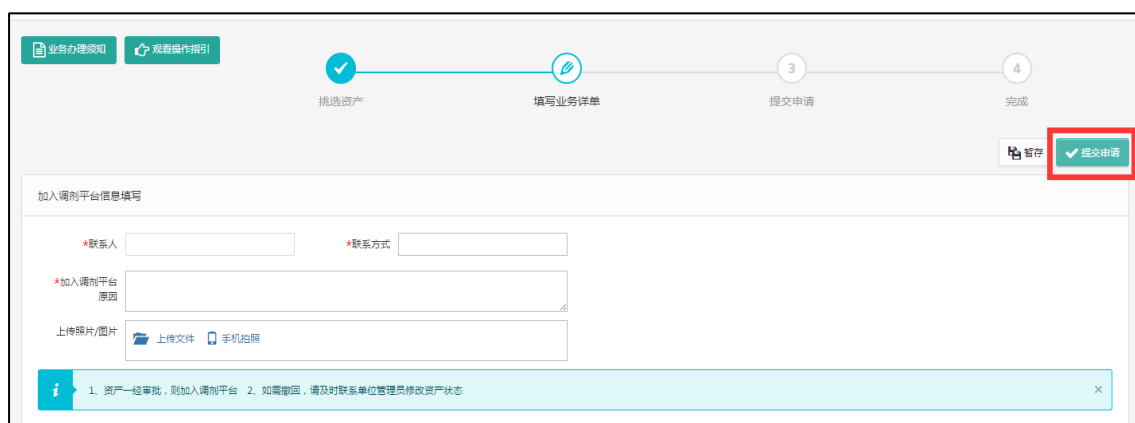 业务办理须知 观看操作指引
3 4
挑选资产 填写业务详单 提交申请 完成
暂存 提交申请
加入调剂平台信息填写
*联系人 *联系方式
*加入调剂平台
原因
上传照片/图片 上传文件 手机拍照
i 1、资产一经审批，则加入调剂平台 2、如需撤回，请及时联系单位管理员修改资产状态 ×